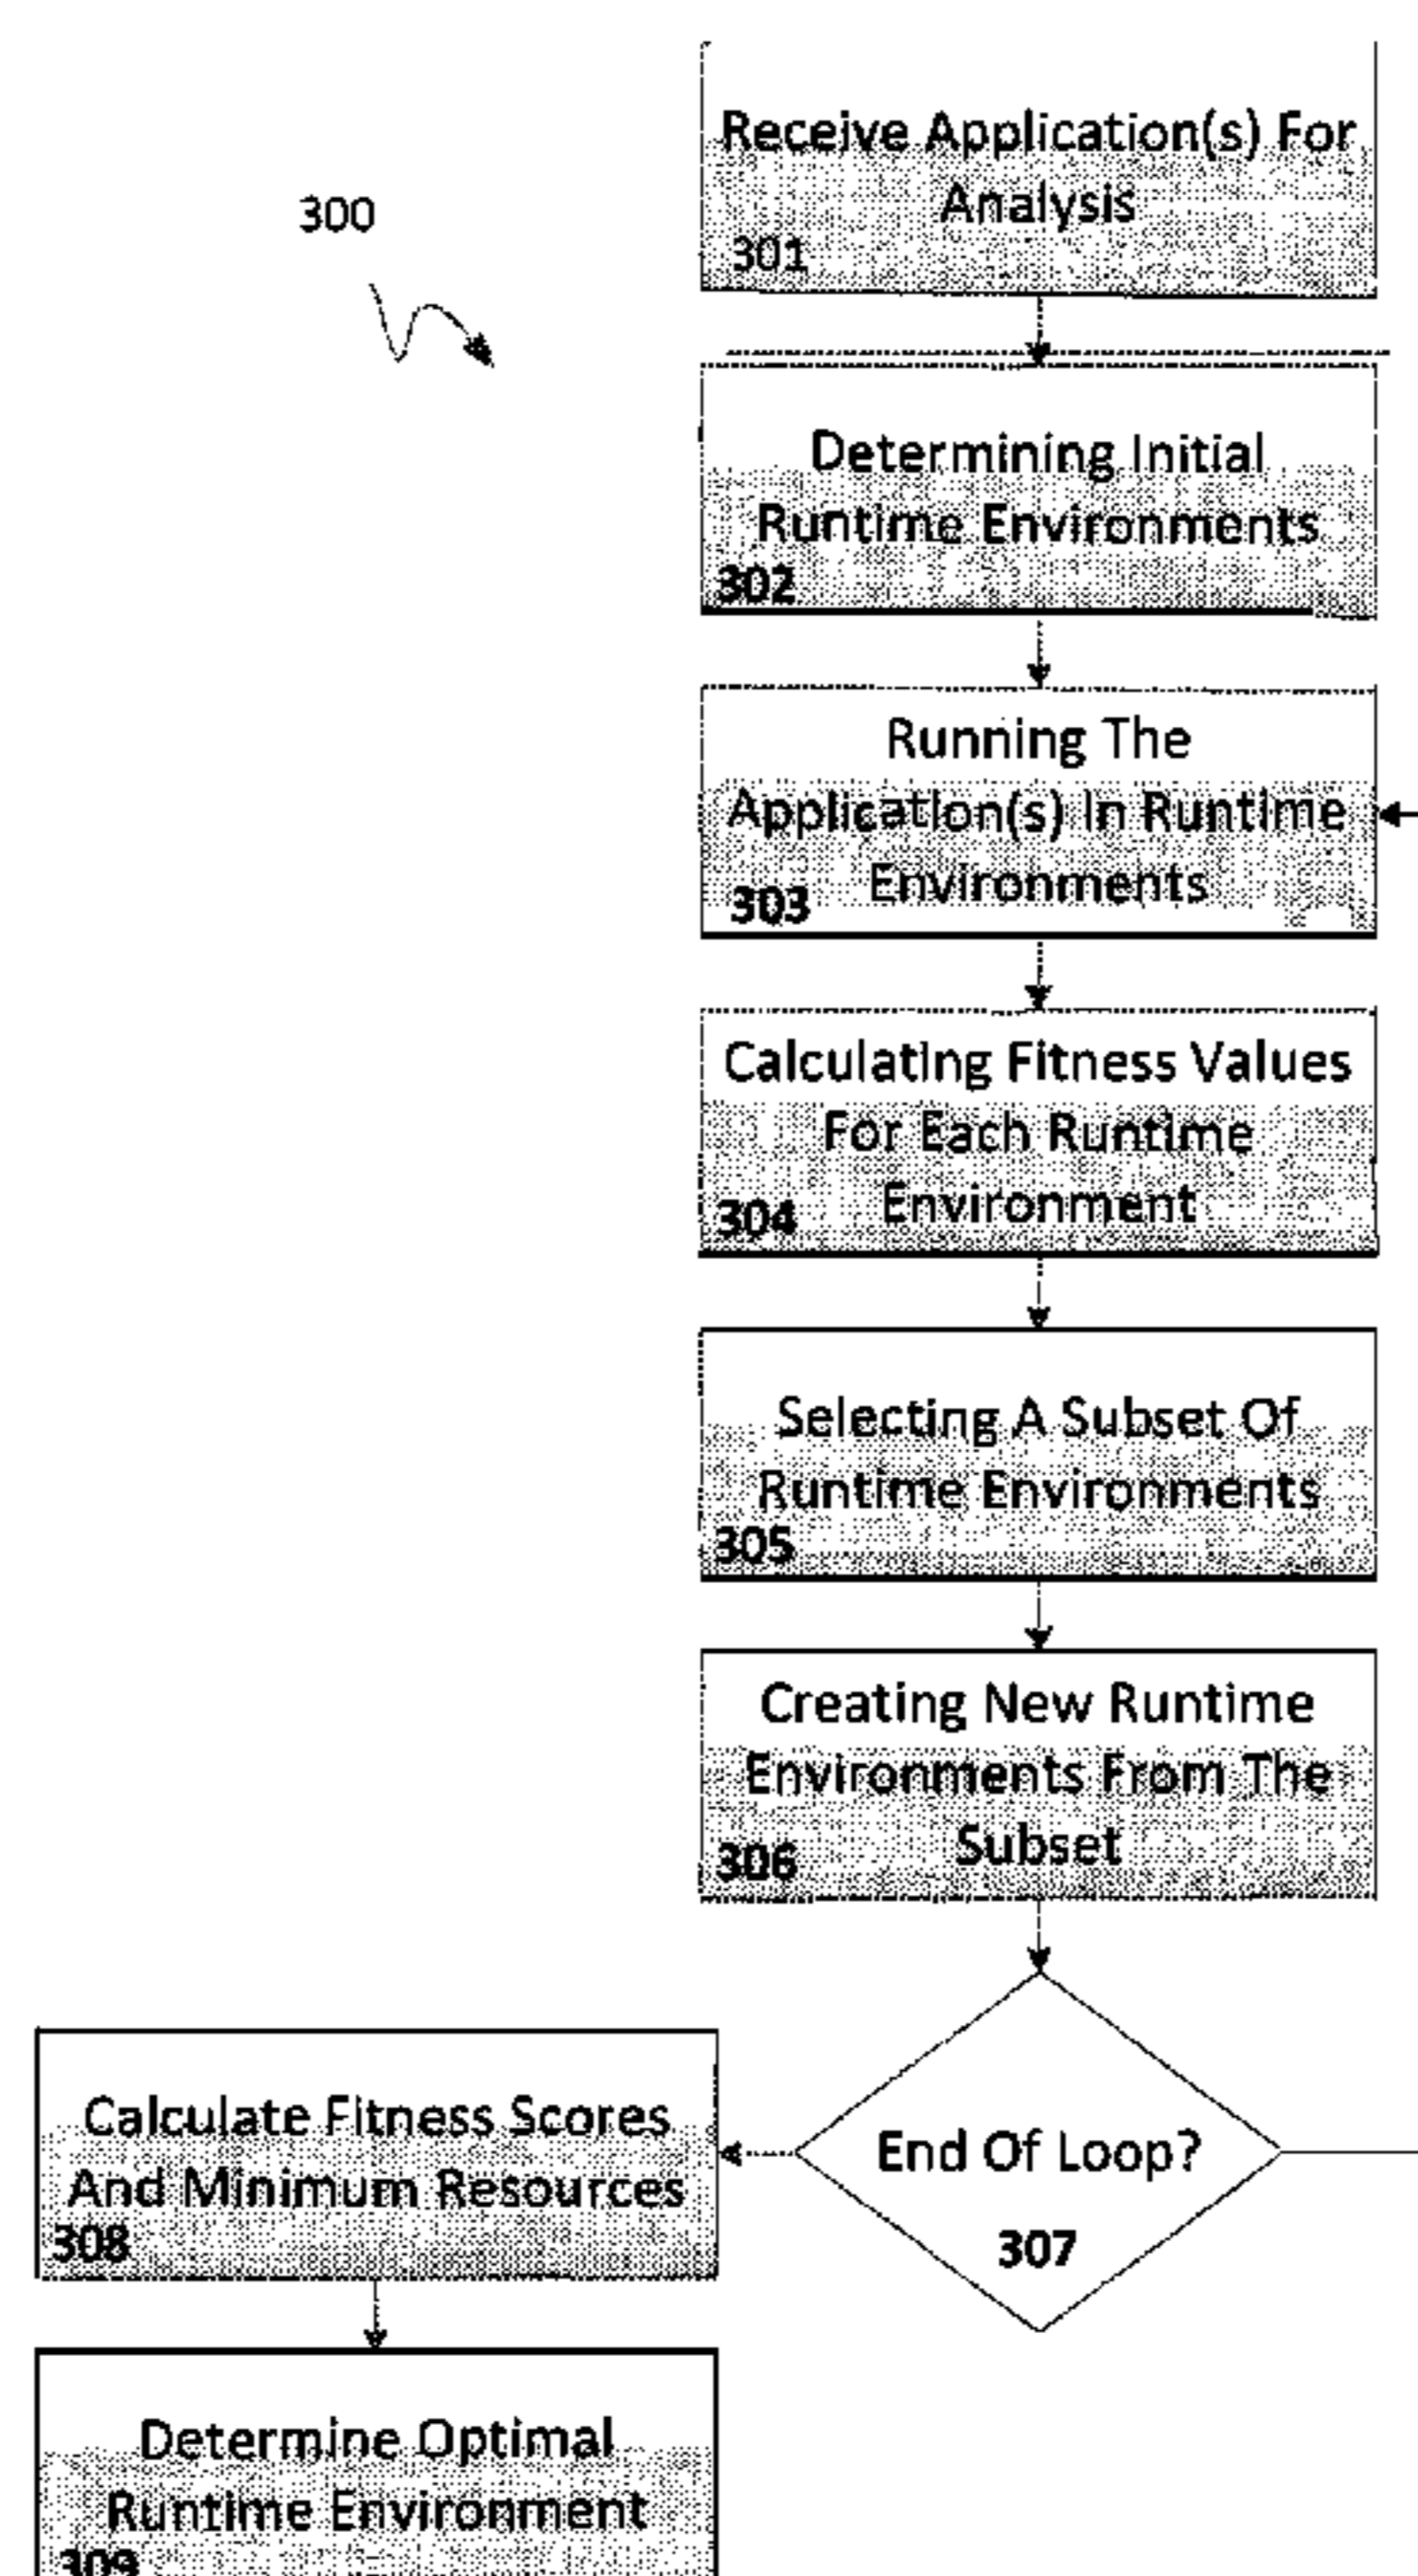 300
Receive Application(s) For
Analysis
301
Determining Initial
Runtime Environments
302
Running The
Application(s) In Runtime
Environments
303
Calculating Fitness Values
For Each Runtime
Environment
304
Selecting A Subset Of
Runtime Environments
305
Creating New Runtime
Environments From The
Subset
306
End Of Loop?
307
Calculate Fitness Scores
And Minimum Resources
308
Determine Optimal
Runtime Environment
309